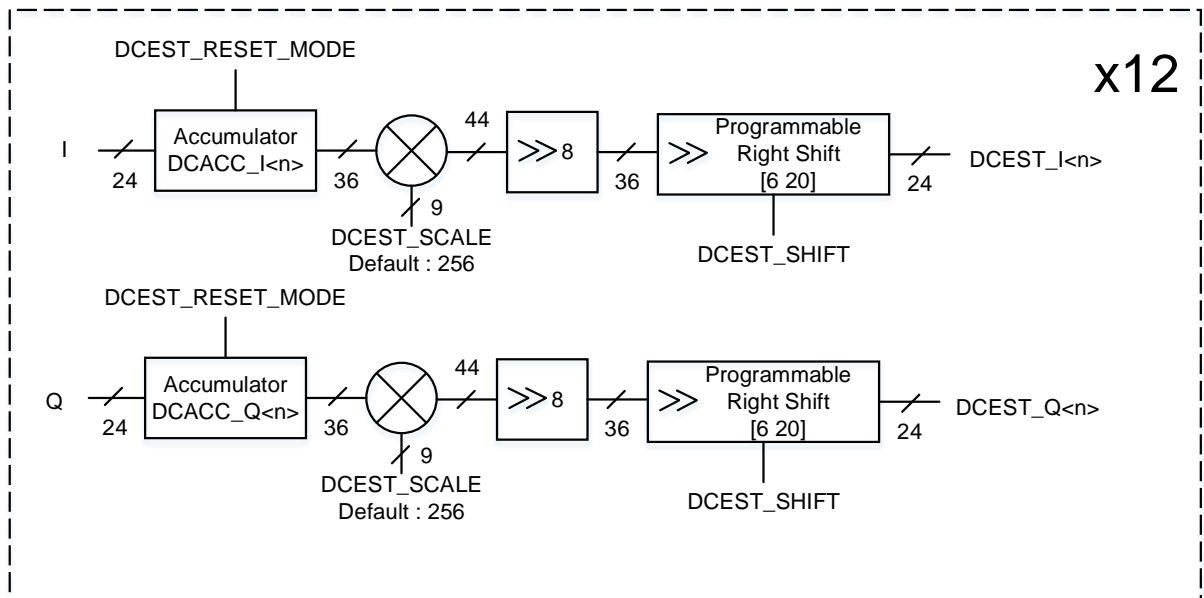 DCEST_RESET_MODE
x12
I
24
Accumulator
DCACC_I<n>
36
9
DCEST_SCALE
Default : 256
44
>>8
36
>>
Programmable
Right Shift
[6 20]
DCEST_SHIFT
24
DCEST_I<n>
DCEST_RESET_MODE
Q
24
Accumulator
DCACC_Q<n>
36
9
DCEST_SCALE
Default : 256
44
>>8
36
>>
Programmable
Right Shift
[6 20]
DCEST_SHIFT
24
DCEST_Q<n>